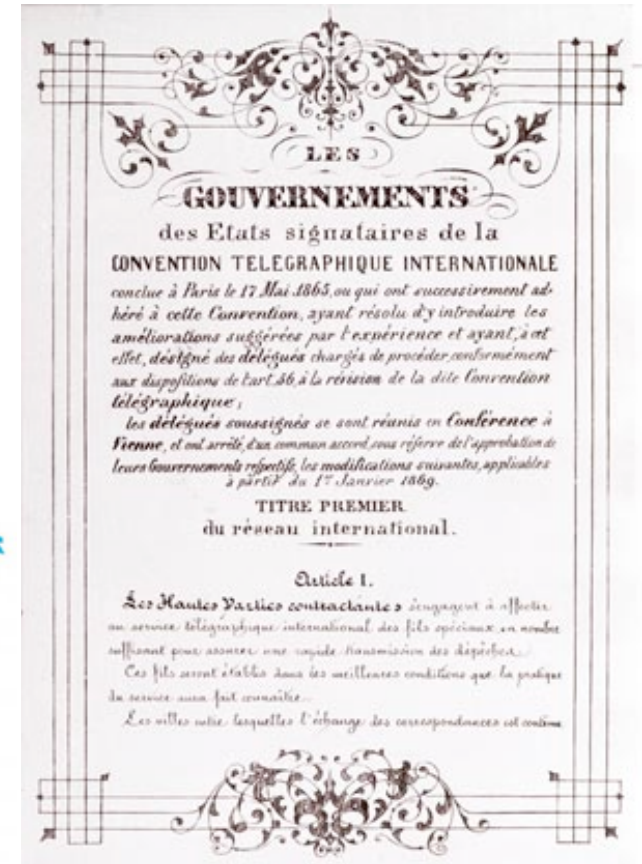 LES
GOUVERNEMENTS
des Etats signataires de la
CONVENTION TELEGRAPHIQUE INTERNATIONALE
conclue à Paris le 17 Mai 1865, ou qui ont successivement ad-
héré à cette Convention, ayant résolu d'y introduire les
améliorations suggérées par l'expérience et ayant, à cet
effet, désigné des délégués chargés de procéder, conformément
aux dispositions de l'art. 56, à la révision de la dite Convention
télégraphique;
les délégués soussignés se sont réunis en Conférence à
Vienne, et ont arrêté, d'un commun accord, sous réserve de l'approbation de
leurs Gouvernements respectifs, les modifications suivantes, applicables
à partir du 1er Janvier 1869.
TITRE PREMIER
du réseau international.
Article 1.
Les Hautes Parties contractantes s'engagent à affecter
au service télégraphique international des fils spéciaux en nombre
suffisant pour assurer une rapide transmission des dépêches.
Ces fils seront établis dans les meilleures conditions que la pratique
du service aura fait connaître.
Les villes entre lesquelles l'échange des correspondances est continu